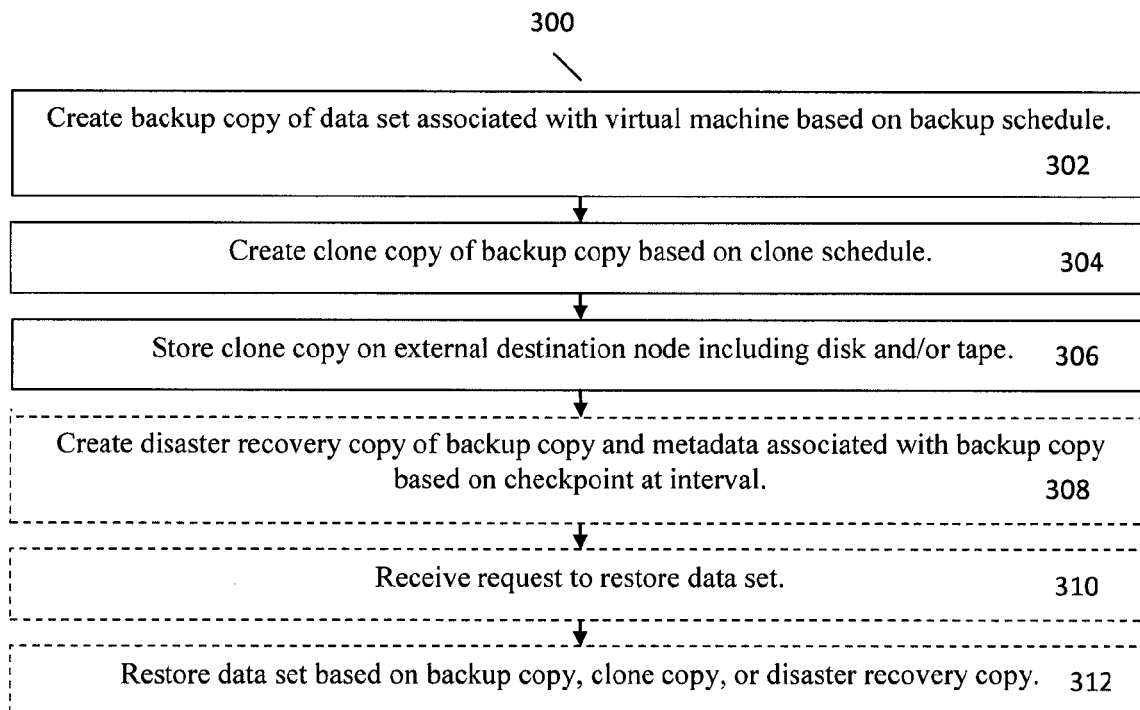 300
Create backup copy of data set associated with virtual machine based on backup schedule.
302
Create clone copy of backup copy based on clone schedule.
304
Store clone copy on external destination node including disk and/or tape.
306
Create disaster recovery copy of backup copy and metadata associated with backup copy
based on checkpoint at interval.
308
Receive request to restore data set.
310
Restore data set based on backup copy, clone copy, or disaster recovery copy.
312